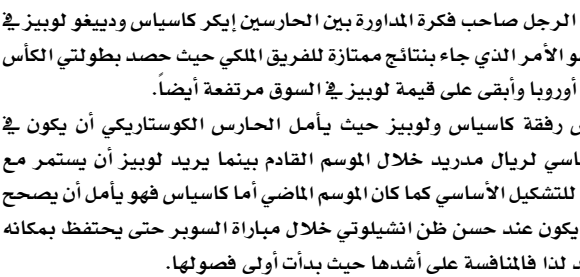 الرجل صاحب فكرة المداورة بين الحارسين إيكر كاسياس ودييغو لوبيز في
و الأمر الذي جاء بنتائج ممتازة للفريق الملكي حيث حصد بطولتي الكأس
أوروبا وأبقى على قيمة لوبيز في السوق مرتفعة أيضاً.
رفقة كاسياس ولوبيز حيث يأمل الحارس الكوستاريكي أن يكون في
اسي لريال مدريد خلال الموسم القادم بينما يريد لوبيز أن يستمر مع
للتشكيل الأساسي كما كان الموسم الماضي أما كاسياس فهو يأمل أن يصحح
يكون عند حسن ظن انشيلوتي خلال مباراة السوبر حتى يحتفظ بمكانه
لذا فالمنافسة على أشدها حيث بدأت أولى فصولها.